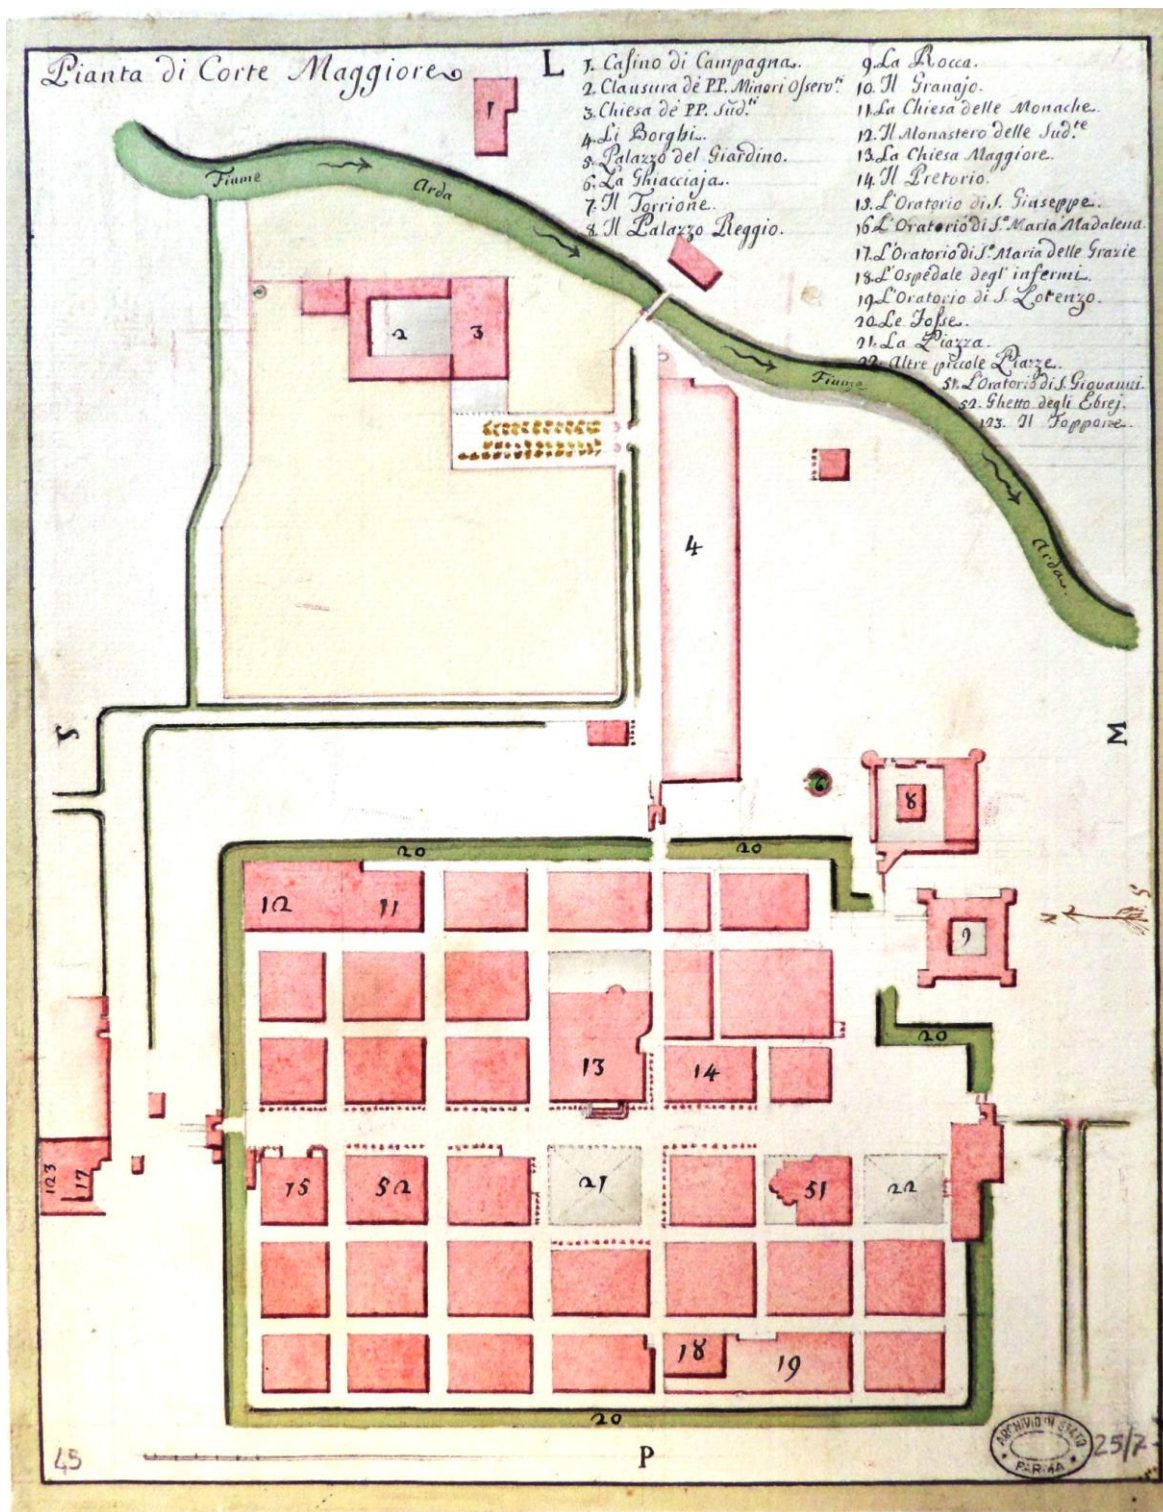 Pianta di Corte Maggiore
L
1. Casino di Campagna.
2. Clausura de PP. Minori Osserv.ti
3. Chiesa de PP. Sud.ti
4. Li Borghi.
5. Palazzo del Giardino.
6. La Ghiacciaja.
7. Il Torrione.
8. Il Palazzo Reggio.
9. La Rocca.
10. Il Granajo.
11. La Chiesa delle Monache.
12. Il Monastero delle Sud.te
13. La Chiesa Maggiore.
14. Il Pretorio.
15. L'Oratorio di S. Giuseppe.
16. L'Oratorio di S.a Maria Madalena.
17. L'Oratorio di S.a Maria delle Grazie
18. L'Ospedale degl' infermi.
19. L'Oratorio di S. Lorenzo.
20. Le Fosse.
21. La Piazza.
22. Altre piccole Piazze.
51. L'Oratorio di S. Giovanni.
52. Ghetto degli Ebrej.
123. Il Foppone.
1
Fiume
Arda
2
3
Fiume
4
Arda.
S
M
6
8
20
20
12
11
9
N
S
20
13
14
123
17
15
52
21
51
22
18
19
20
45
P
ARCHIVIO DI STATO
PARMA
25/7